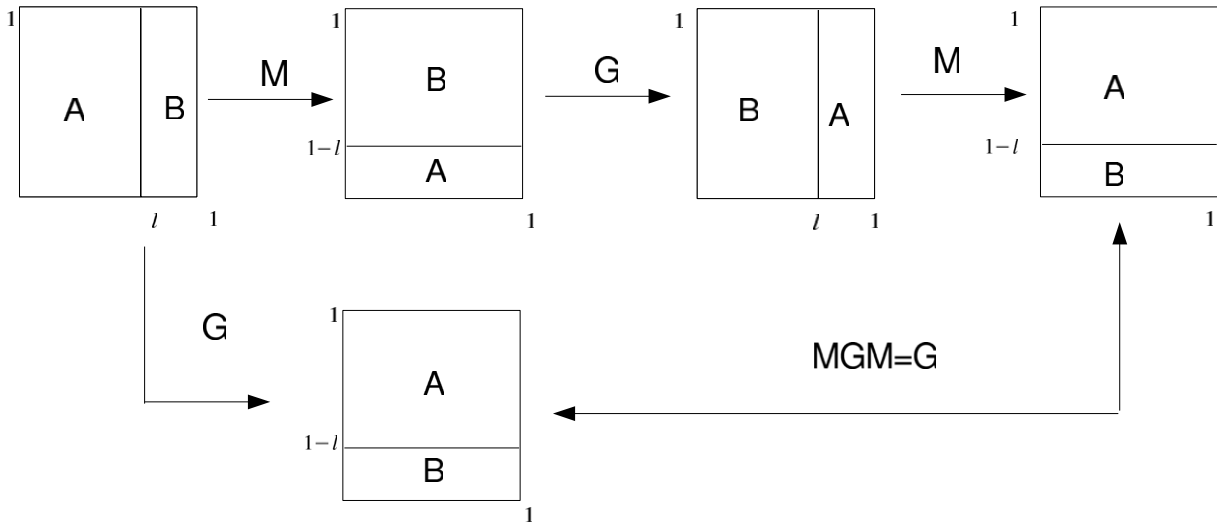 1 1 1 1
M G M
A B B B A A
1−l 1−l
A B
l 1 1 l 1 1
G 1
MGM=G
A
1−l
B
1